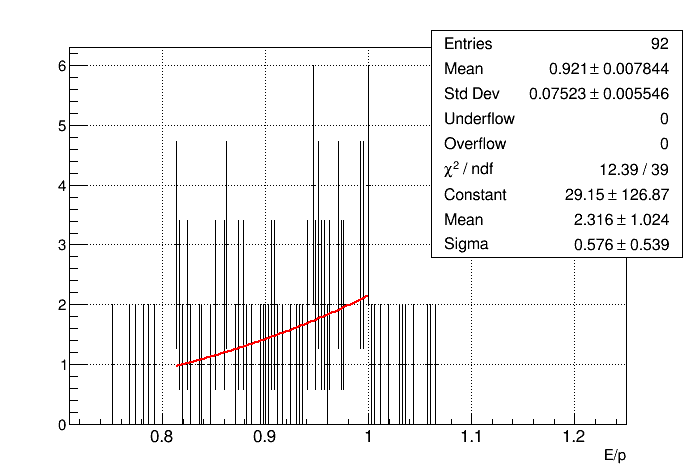 Entries 92
Mean 0.921 ± 0.007844
Std Dev 0.07523 ± 0.005546
Underflow 0
Overflow 0
χ² / ndf 12.39 / 39
Constant 29.15 ± 126.87
Mean 2.316 ± 1.024
Sigma 0.576 ± 0.539
6
5
4
3
2
1
0
0.8 0.9 1 1.1 1.2
E/p